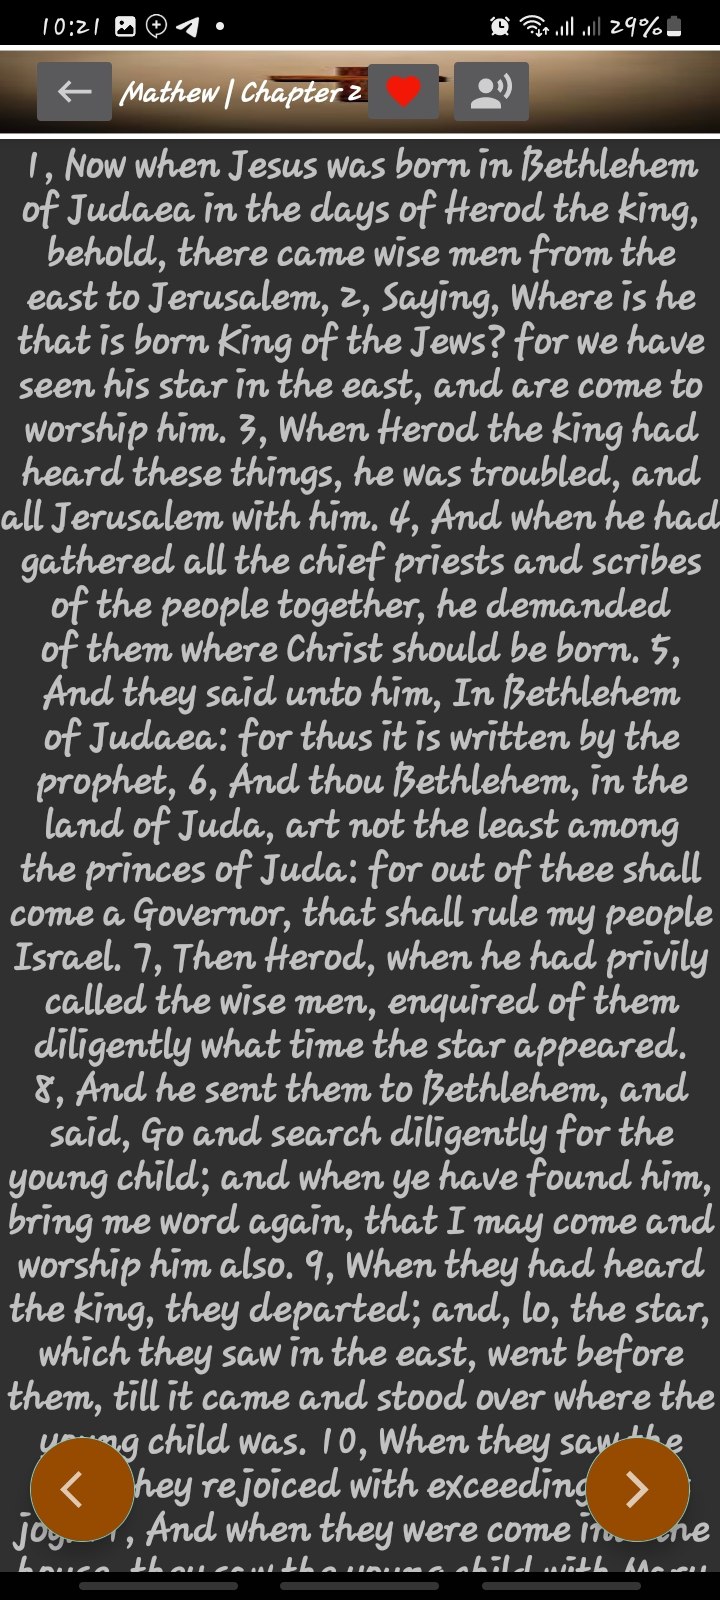 10:21 29%
Mathew | Chapter 2
1, Now when Jesus was born in Bethlehem
of Judaea in the days of Herod the king,
behold, there came wise men from the
east to Jerusalem, 2, Saying, Where is he
that is born King of the Jews? for we have
seen his star in the east, and are come to
worship him. 3, When Herod the king had
heard these things, he was troubled, and
all Jerusalem with him. 4, And when he had
gathered all the chief priests and scribes
of the people together, he demanded
of them where Christ should be born. 5,
And they said unto him, In Bethlehem
of Judaea: for thus it is written by the
prophet, 6, And thou Bethlehem, in the
land of Juda, art not the least among
the princes of Juda: for out of thee shall
come a Governor, that shall rule my people
Israel. 7, Then Herod, when he had privily
called the wise men, enquired of them
diligently what time the star appeared.
8, And he sent them to Bethlehem, and
said, Go and search diligently for the
young child; and when ye have found him,
bring me word again, that I may come and
worship him also. 9, When they had heard
the king, they departed; and, lo, the star,
which they saw in the east, went before
them, till it came and stood over where the
young child was. 10, When they saw the
they rejoiced with exceeding
And when they were come in the
house, they saw the young child with Mary